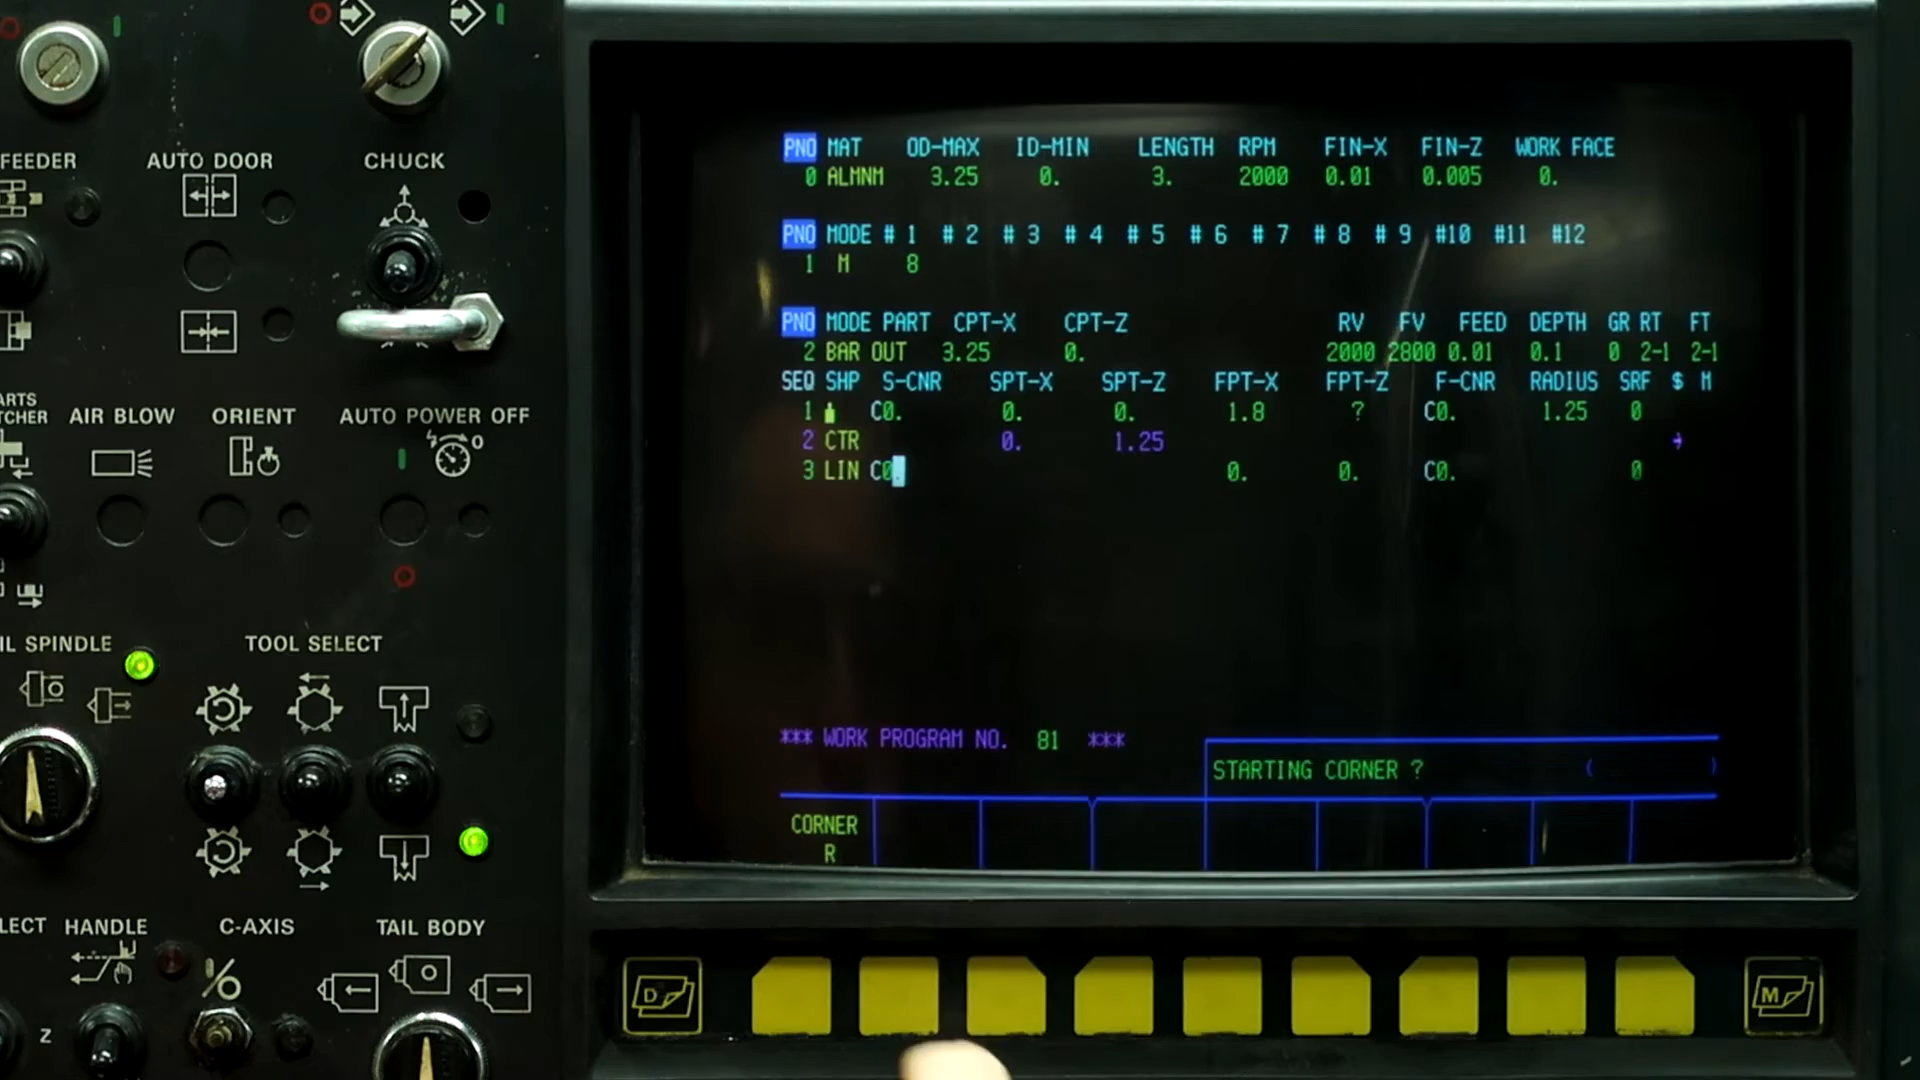 FEEDER
AUTO DOOR
CHUCK
AIR BLOW
ORIENT
AUTO POWER OFF
TOOL SELECT
HANDLE
C-AXIS
TAIL BODY
Z
SPINDLE
PNO MAT OD-MAX ID-MIN LENGTH RPM FIN-X FIN-Z WORK FACE
0 ALMNM 3.25 0. 3. 2000 0.01 0.005 0.
PNO MODE # 1 # 2 # 3 # 4 # 5 # 6 # 7 # 8 # 9 #10 #11 #12
1 M 8
PNO MODE PART CPT-X CPT-Z RV FV FEED DEPTH GR RT FT
2 BAR OUT 3.25 0. 2000 2800 0.01 0.1 0 2-1 2-1
SEQ SHP S-CNR SPT-X SPT-Z FPT-X FPT-Z F-CNR RADIUS SRF $ M
1 C0. 0. 0. 1.8 ? C0. 1.25 0
2 CTR 0. 1.25
3 LIN C0. 0. 0. C0. 0
*** WORK PROGRAM NO. 81 ***
STARTING CORNER ? ( )
CORNER
R
D
M